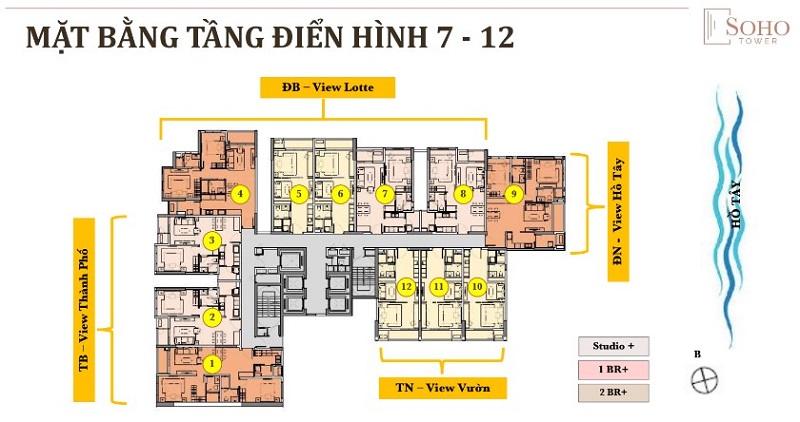 SOHO
TOWER
MẶT BẰNG TẦNG ĐIỂN HÌNH 7 - 12
ĐB – View Lotte
4
5
6
7
8
9
3
2
1
12
11
10
TB – View Thành Phố
ĐN - View Hồ Tây
HỒ TÂY
TN – View Vườn
Studio +
1 BR+
2 BR+
B